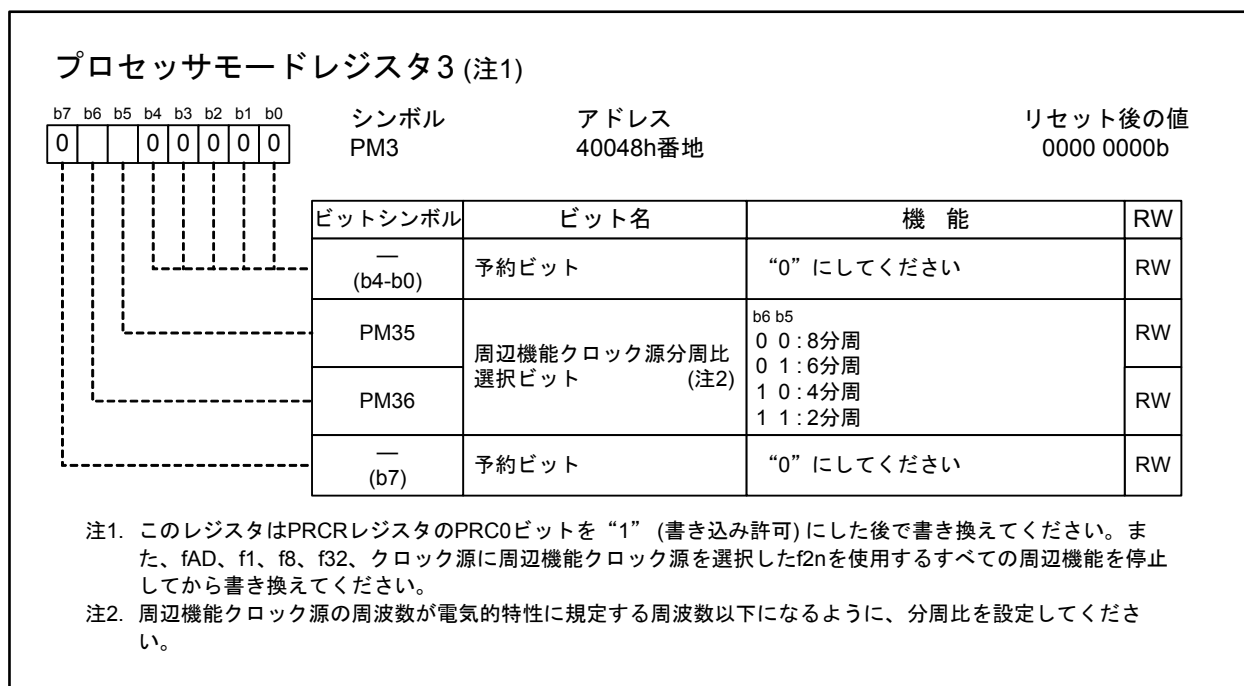 プロセッサモードレジスタ3 (注1)
b7 b6 b5 b4 b3 b2 b1 b0
0 0 0 0 0 0
シンボル
PM3
アドレス
40048h番地
リセット後の値
0000 0000b
ビットシンボル ビット名 機 能 RW
—
(b4-b0)
予約ビット
“0”にしてください
RW
PM35
周辺機能クロック源分周比
選択ビット (注2)
b6 b5
0 0 : 8分周
0 1 : 6分周
1 0 : 4分周
1 1 : 2分周
RW
PM36
RW
—
(b7)
予約ビット
“0”にしてください
RW
注1. このレジスタはPRCRレジスタのPRC0ビットを“1” (書き込み許可) にした後で書き換えてください。ま
た、fAD、f1、f8、f32、クロック源に周辺機能クロック源を選択したf2nを使用するすべての周辺機能を停止
してから書き換えてください。
注2. 周辺機能クロック源の周波数が電気的特性に規定する周波数以下になるように、分周比を設定してくださ
い。